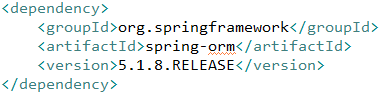 <dependency>
    <groupId>org.springframework</groupId>
    <artifactId>spring-orm</artifactId>
    <version>5.1.8.RELEASE</version>
</dependency>